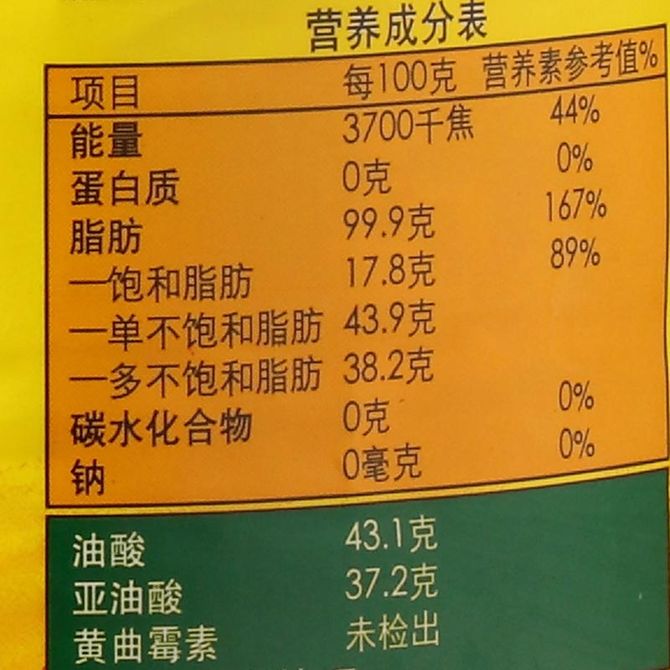 营养成分表
项目 每100克 营养素参考值%
能量 3700千焦 44%
蛋白质 0克 0%
脂肪 99.9克 167%
—饱和脂肪 17.8克 89%
—单不饱和脂肪 43.9克
—多不饱和脂肪 38.2克
碳水化合物 0克 0%
钠 0毫克 0%
油酸 43.1克
亚油酸 37.2克
黄曲霉素 未检出